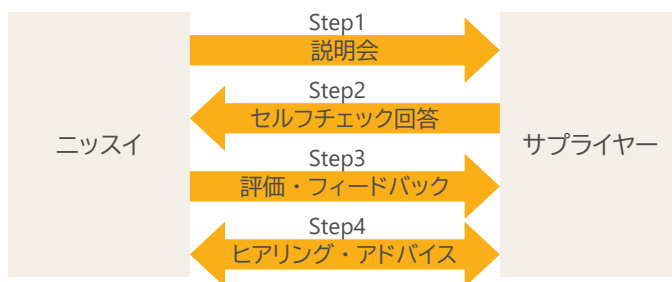 Step1
説明会
Step2
セルフチェック回答
ニッスイ
サプライヤー
Step3
評価・フィードバック
Step4
ヒアリング・アドバイス